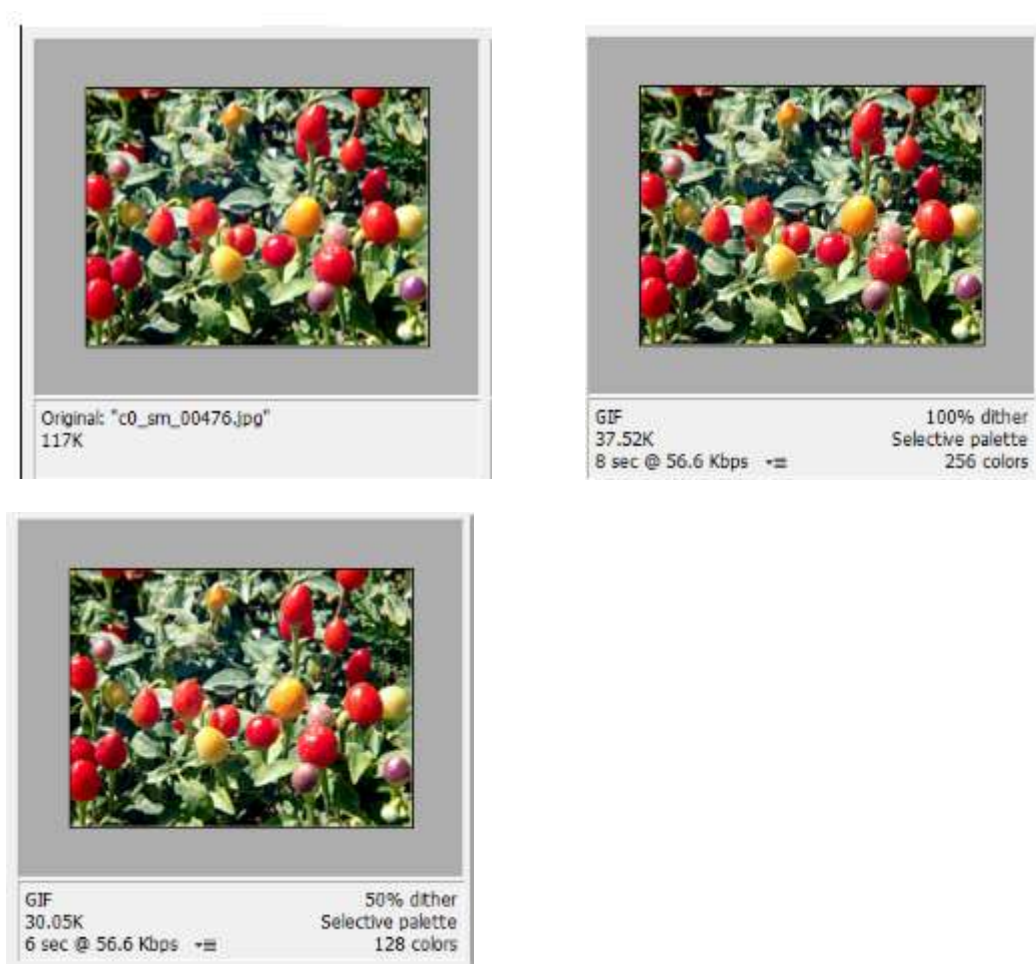 Original: "c0_sm_00476.jpg"
117K
GIF 100% dither
37.52K Selective palette
8 sec @ 56.6 Kbps 256 colors
GIF 50% dither
30.05K Selective palette
6 sec @ 56.6 Kbps 128 colors